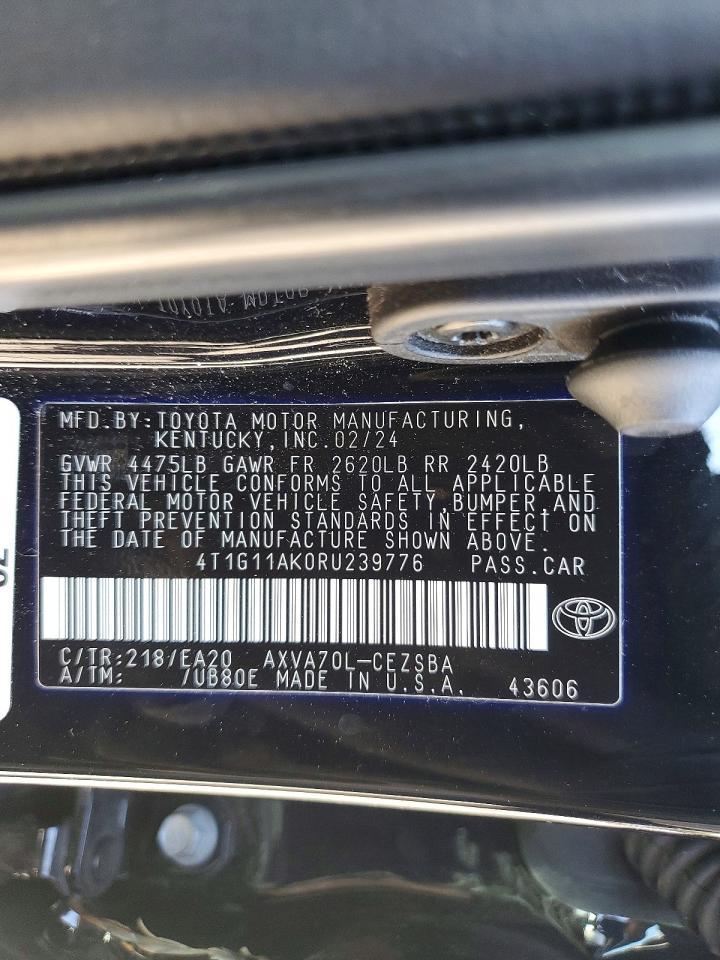 MFD.BY:TOYOTA MOTOR MANUFACTURING,
KENTUCKY,INC.02/24
GVWR 4475LB GAWR FR 2620LB RR 2420LB
THIS VEHICLE CONFORMS TO ALL APPLICABLE
FEDERAL MOTOR VEHICLE SAFETY,BUMPER,AND
THEFT PREVENTION STANDARDS IN EFFECT ON
THE DATE OF MANUFACTURE SHOWN ABOVE.
4T1G11AK0RU239776 PASS.CAR
C/TR:218/EA20 AXVA70L-CEZSBA
A/TM: /UB80E MADE IN U.S.A. 43606